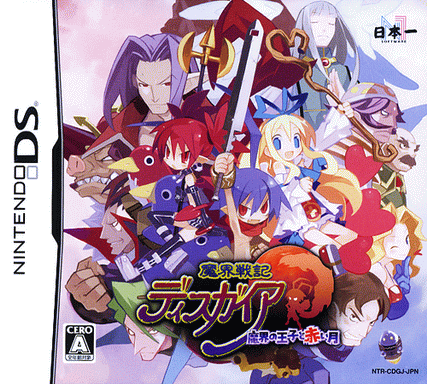 日本一
SOFTWARE
NINTENDO DS
魔界戦記
ディスガイア
魔界の王子と赤い月
CERO
A
全年齢対象
NTR-CDGJ-JPN